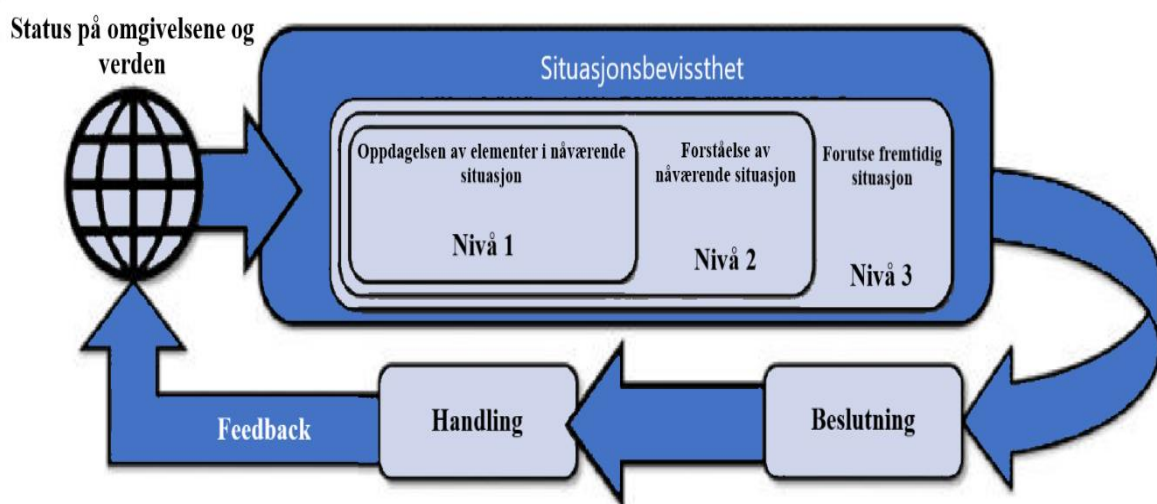 Status på omgivelsene og
verden
Situasjonsbevissthet
Oppdagelsen av elementer i nåværende
situasjon
Nivå 1
Forståelse av
nåværende situasjon
Nivå 2
Forutse fremtidig
situasjon
Nivå 3
Feedback
Handling
Beslutning